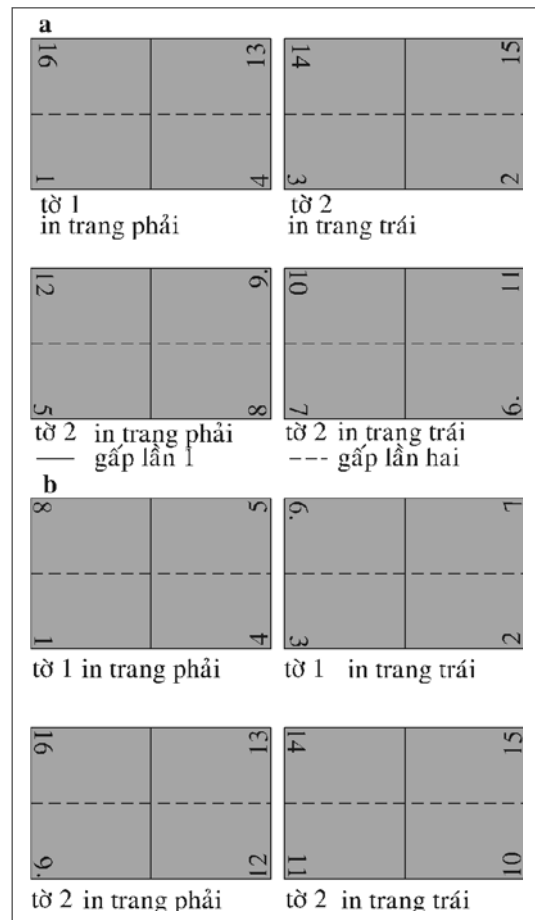 a
16 13 14 15
1 4 3 2
tờ 1 tờ 2
in trang phải in trang trái
12 9. 10 11
5 8 7 6.
tờ 2 in trang phải tờ 2 in trang trái
gấp lần 1 gấp lần hai
b
8 5 6. 7
1 4 3 2
tờ 1 in trang phải tờ 1 in trang trái
16 13 14 15
9. 12 11 10
tờ 2 in trang phải tờ 2 in trang trái